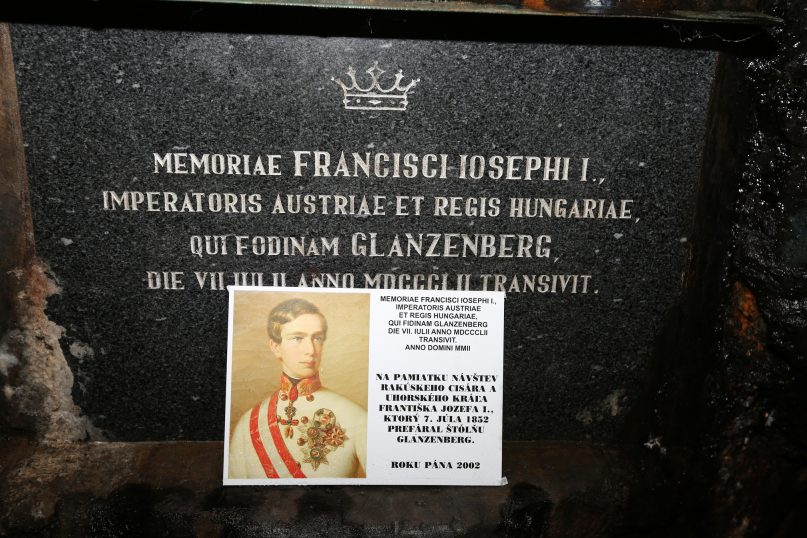 MEMORIAE FRANCISCI IOSEPHI I.,
IMPERATORIS AUSTRIAE ET REGIS HUNGARIAE,
QUI FODINAM GLANZENBERG,
DIE VII IULII ANNO MDCCCLII TRANSIVIT.
MEMORIAE FRANCISCI IOSEPHI I.,
IMPERATORIS AUSTRIAE
ET REGIS HUNGARIAE,
QUI FIDINAM GLANZENBERG
DIE VII. IULII ANNO MDCCCLII
TRANSIVIT.
ANNO DOMINI MMII
NA PAMIATKU NÁVŠTEV
RAKÚSKEHO CISÁRA A
UHORSKÉHO KRÁĽA
FRANTIŠKA JOZEFA I.,
KTORÝ 7. JÚLA 1852
PREFÁRAL ŠTÔLŇU
GLANZENBERG.
ROKU PÁNA 2002